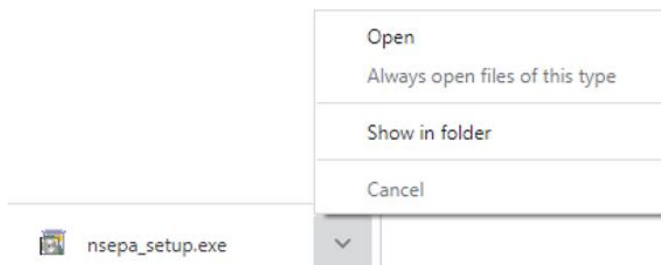 Open
Always open files of this type
Show in folder
Cancel
nsepa_setup.exe